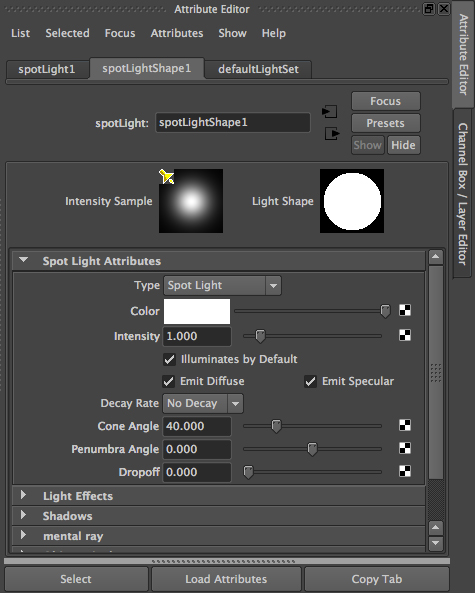 Attribute Editor
List Selected Focus Attributes Show Help
spotLight1 spotLightShape1 defaultLightSet
Focus
spotLight: spotLightShape1
Presets
Show Hide
Intensity Sample Light Shape
Spot Light Attributes
Type Spot Light
Color
Intensity 1.000
Illuminates by Default
Emit Diffuse Emit Specular
Decay Rate No Decay
Cone Angle 40.000
Penumbra Angle 0.000
Dropoff 0.000
Light Effects
Shadows
mental ray
Select Load Attributes Copy Tab
Attribute Editor
Channel Box / Layer Editor